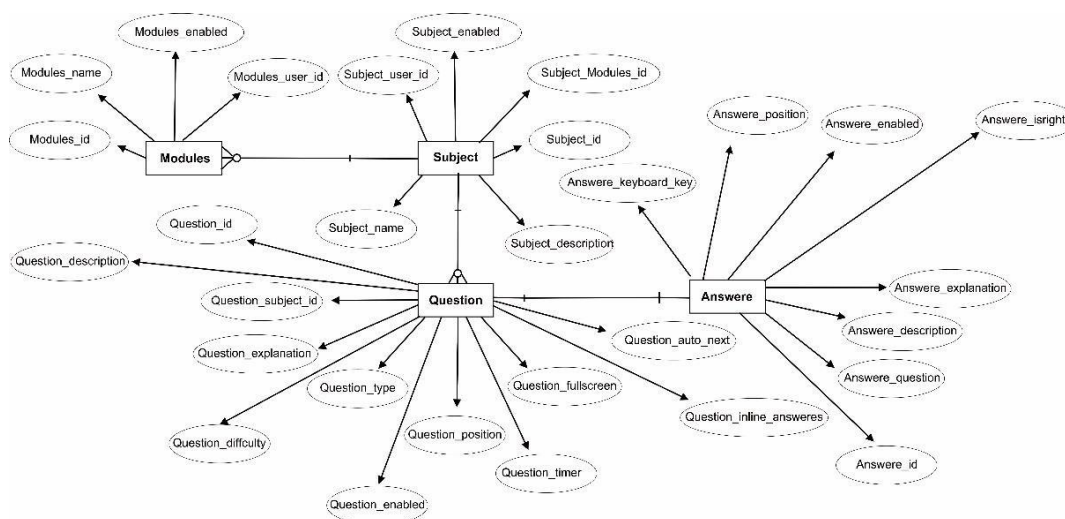 Modules_enabled
Subject_enabled
Modules_name
Modules_user_id
Subject_user_id
Subject_Modules_id
Modules_id
Modules
Subject
Subject_id
Answere_position
Answere_enabled
Answere_isright
Answere_keyboard_key
Subject_name
Subject_description
Question_id
Question_description
Question_subject_id
Question
Answere
Answere_explanation
Question_explanation
Question_auto_next
Answere_description
Question_type
Question_fullscreen
Answere_question
Question_diffculty
Question_position
Question_inline_answeres
Question_timer
Answere_id
Question_enabled